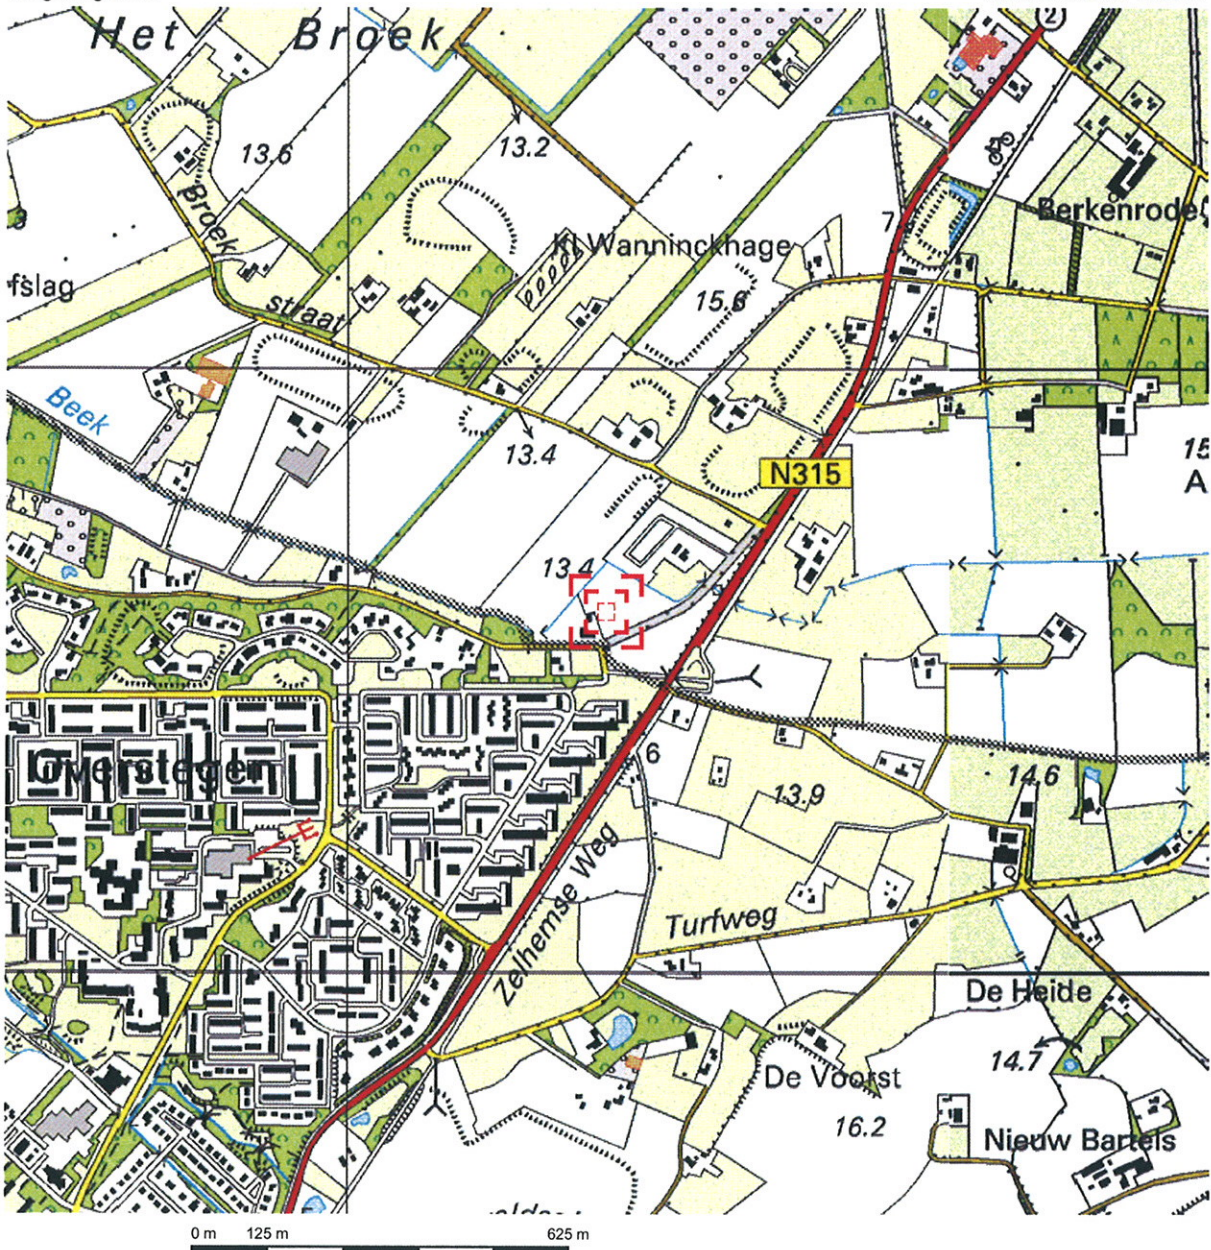 Het Broek
2
13.6
13.2
Broek
straat
Kl Wanninckhage
7
Berkenrode
fslag
15.6
Beek
13.4
N315
15
A
13.4
Overstegen
6
14.6
13.9
E
Zelhemse Weg
Turfweg
De Heide
14.7
De Voorst
16.2
Nieuw Bartels
0 m 125 m 625 m